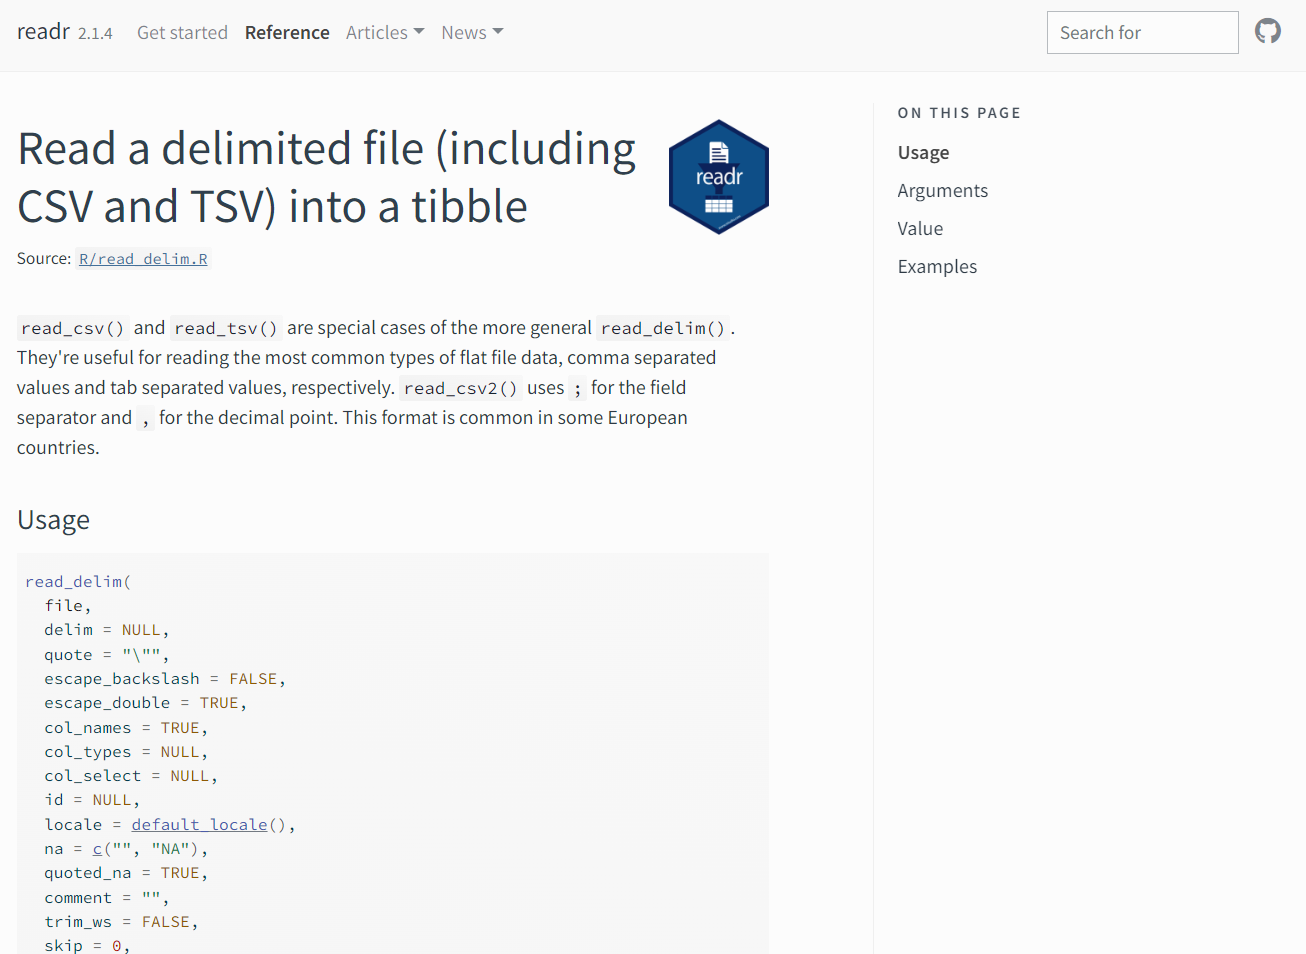 readr 2.1.4 Get started Reference Articles News Search for
Read a delimited file (including
CSV and TSV) into a tibble
readr
Source: R/read_delim.R
read_csv() and read_tsv() are special cases of the more general read_delim().
They're useful for reading the most common types of flat file data, comma separated
values and tab separated values, respectively. read_csv2() uses ; for the field
separator and , for the decimal point. This format is common in some European
countries.
Usage
read_delim(
  file,
  delim = NULL,
  quote = "\"",
  escape_backslash = FALSE,
  escape_double = TRUE,
  col_names = TRUE,
  col_types = NULL,
  col_select = NULL,
  id = NULL,
  locale = default_locale(),
  na = c("", "NA"),
  quoted_na = TRUE,
  comment = "",
  trim_ws = FALSE,
  skip = 0,
ON THIS PAGE
Usage
Arguments
Value
Examples